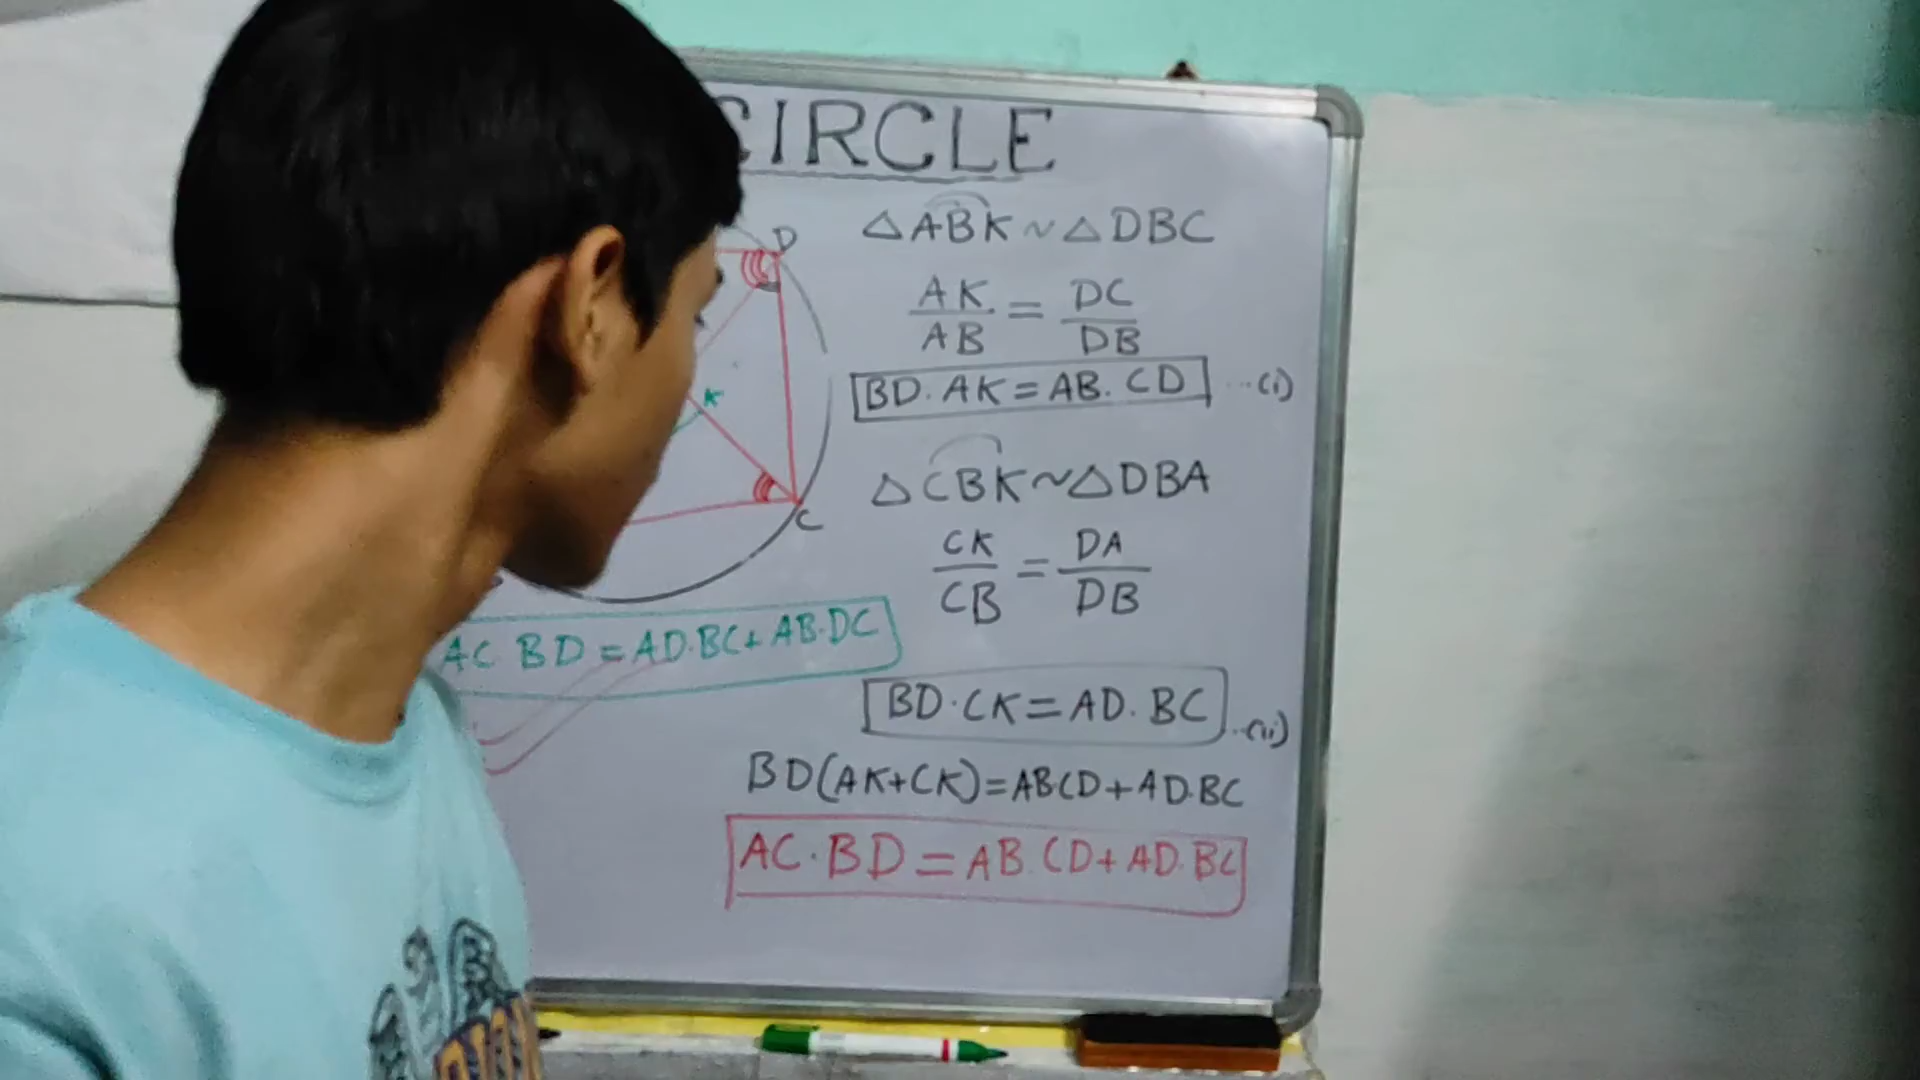 CIRCLE
D
K
C
△ABK ~ △DBC
AK/AB = DC/DB
BD.AK = AB.CD ...(i)
△CBK ~ △DBA
CK/CB = DA/DB
AC BD = AD.BC + AB.DC
BD.CK = AD.BC ...(ii)
BD(AK+CK) = ABCD + AD.BC
AC.BD = AB.CD + AD.BC